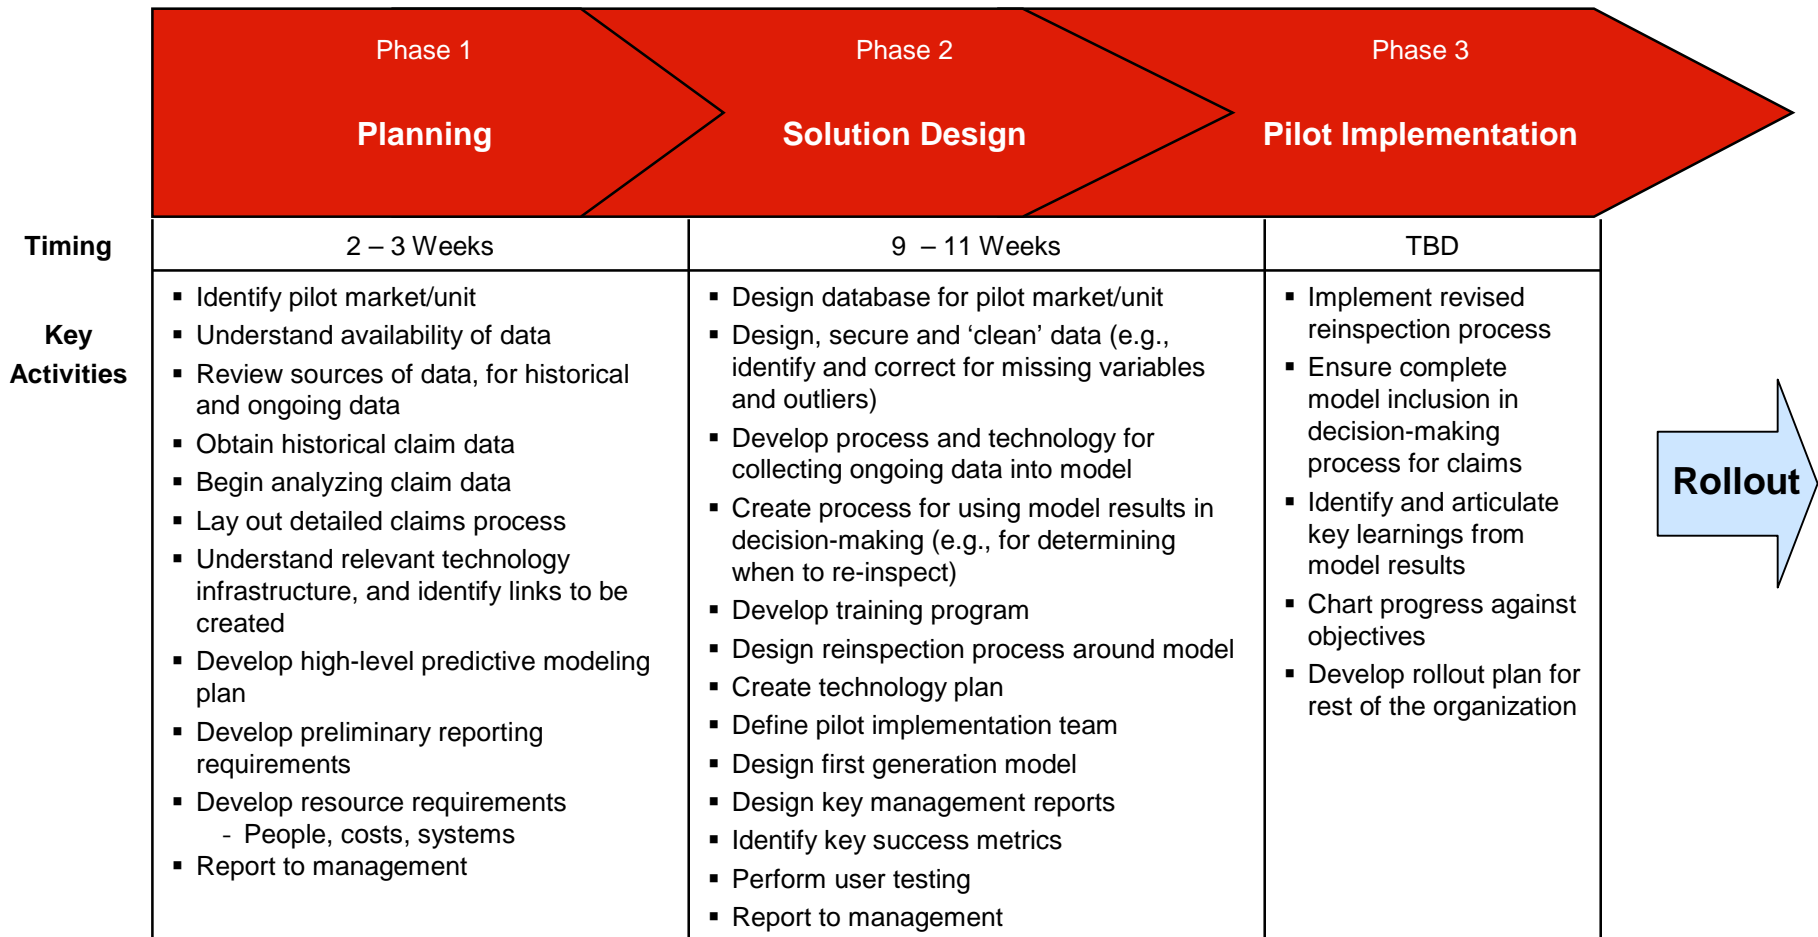 Phase 1
Planning
Phase 2
Solution Design
Phase 3
Pilot Implementation
Timing
2 – 3 Weeks
9 – 11 Weeks
TBD
Key
Activities
▪ Identify pilot market/unit
▪ Understand availability of data
▪ Review sources of data, for historical
and ongoing data
▪ Obtain historical claim data
▪ Begin analyzing claim data
▪ Lay out detailed claims process
▪ Understand relevant technology
infrastructure, and identify links to be
created
▪ Develop high-level predictive modeling
plan
▪ Develop preliminary reporting
requirements
▪ Develop resource requirements
- People, costs, systems
▪ Report to management
▪ Design database for pilot market/unit
▪ Design, secure and ‘clean’ data (e.g.,
identify and correct for missing variables
and outliers)
▪ Develop process and technology for
collecting ongoing data into model
▪ Create process for using model results in
decision-making (e.g., for determining
when to re-inspect)
▪ Develop training program
▪ Design reinspection process around model
▪ Create technology plan
▪ Define pilot implementation team
▪ Design first generation model
▪ Design key management reports
▪ Identify key success metrics
▪ Perform user testing
▪ Report to management
▪ Implement revised
reinspection process
▪ Ensure complete
model inclusion in
decision-making
process for claims
▪ Identify and articulate
key learnings from
model results
▪ Chart progress against
objectives
▪ Develop rollout plan for
rest of the organization
Rollout